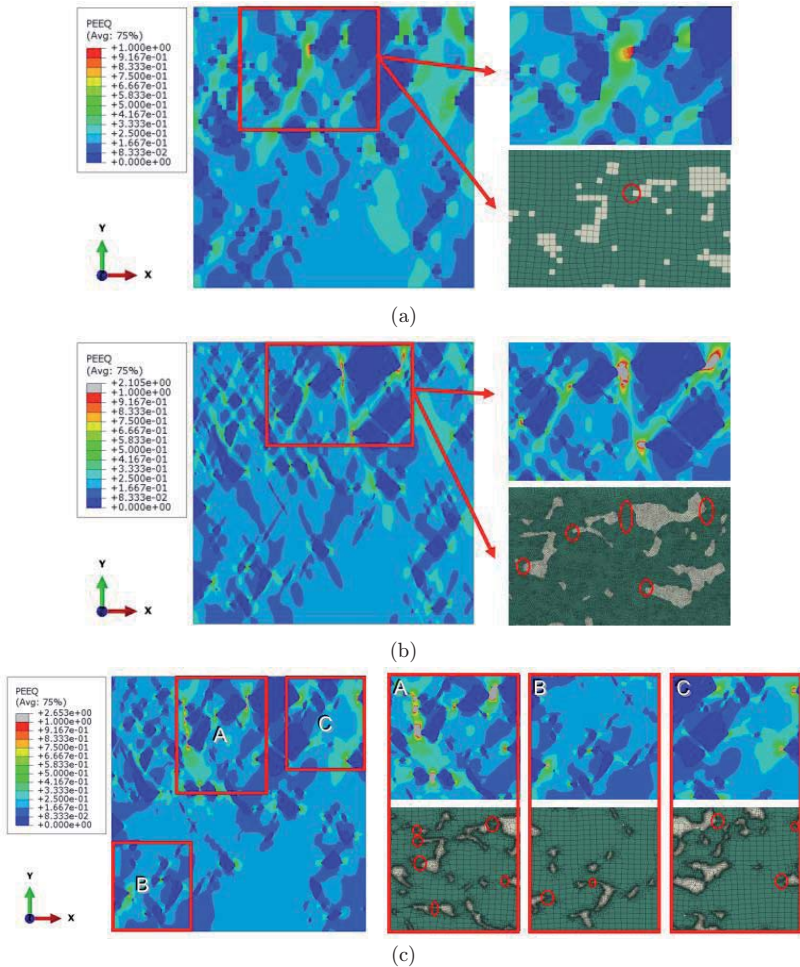 PEEQ
(Avg: 75%)
+1.000e+00
+9.167e-01
+8.333e-01
+7.500e-01
+6.667e-01
+5.833e-01
+5.000e-01
+4.167e-01
+3.333e-01
+2.500e-01
+1.667e-01
+8.333e-02
+0.000e+00
Y
X
(a)
PEEQ
(Avg: 75%)
+2.105e+00
+1.000e+00
+9.167e-01
+8.333e-01
+7.500e-01
+6.667e-01
+5.833e-01
+5.000e-01
+4.167e-01
+3.333e-01
+2.500e-01
+1.667e-01
+8.333e-02
+0.000e+00
Y
X
(b)
PEEQ
(Avg: 75%)
+2.653e+00
+1.000e+00
+9.167e-01
+8.333e-01
+7.500e-01
+6.667e-01
+5.833e-01
+5.000e-01
+4.167e-01
+3.333e-01
+2.500e-01
+1.667e-01
+8.333e-02
+0.000e+00
Y
X
A
C
B
A
B
C
(c)